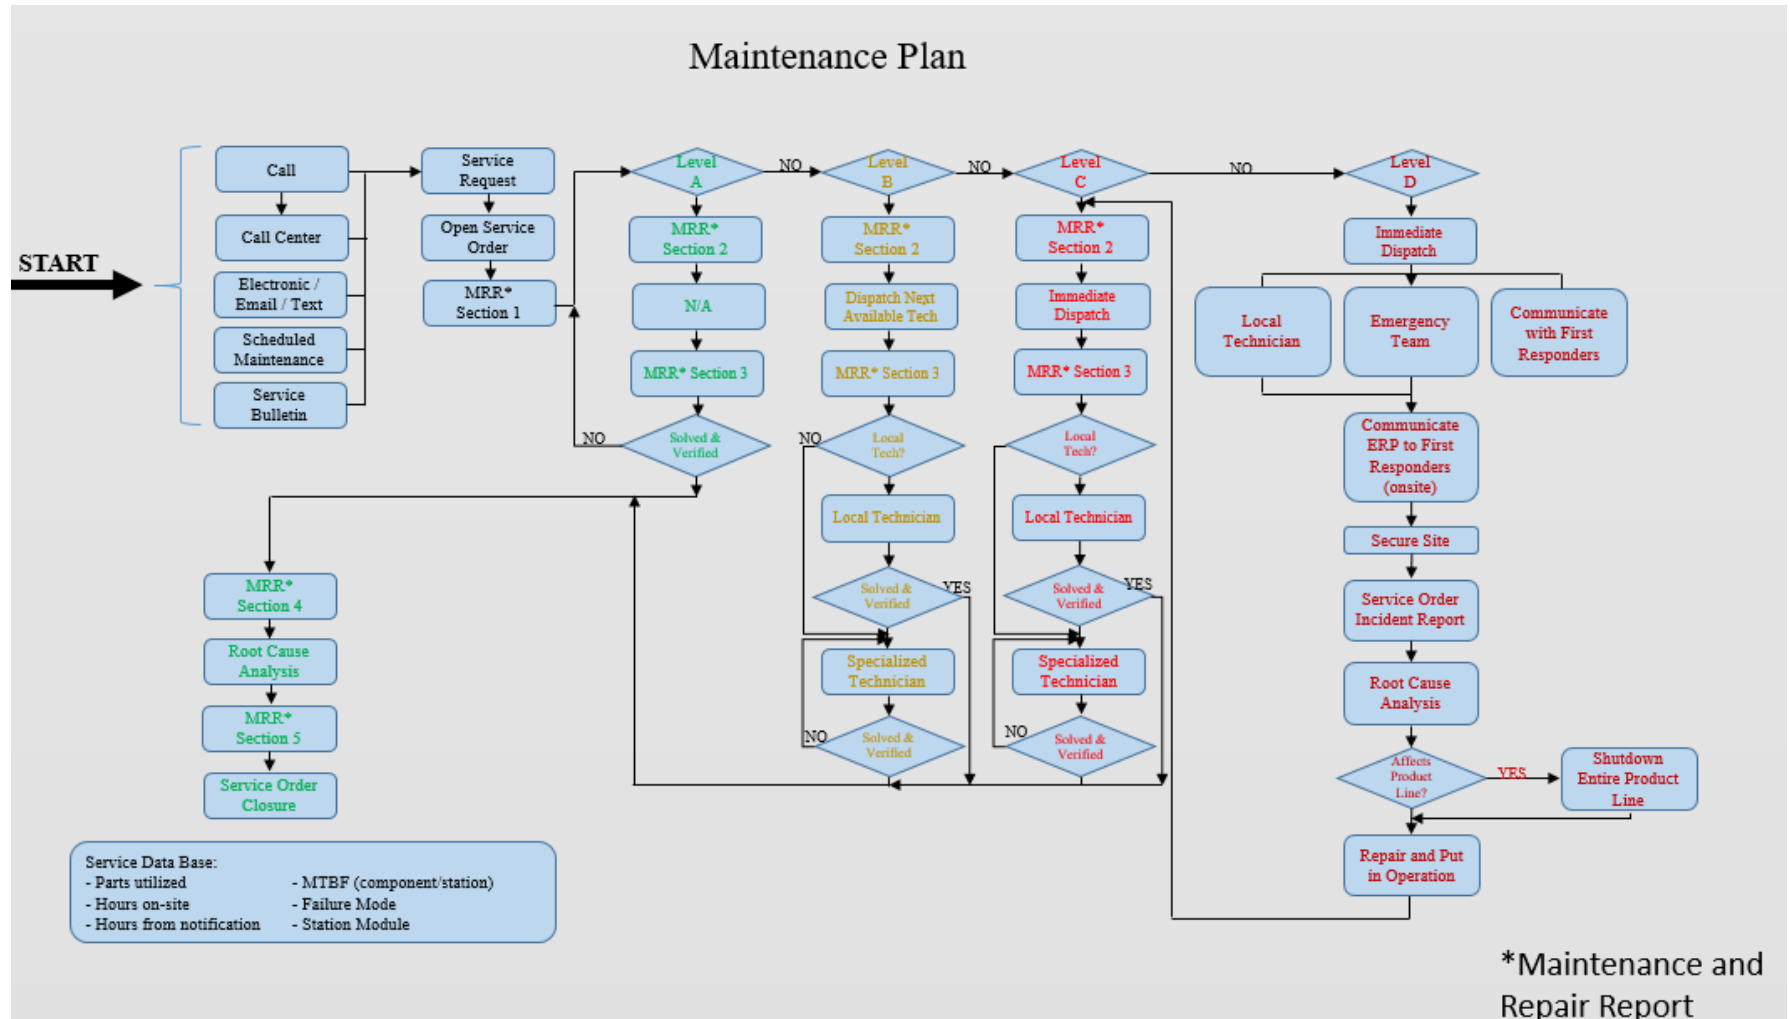 Maintenance Plan
START
Call
Call Center
Electronic /
Email / Text
Scheduled
Maintenance
Service
Bulletin
Service
Request
Open Service
Order
MRR*
Section 1
Level
A
NO
MRR*
Section 2
N/A
MRR* Section 3
Solved &
Verified
NO
MRR*
Section 4
Root Cause
Analysis
MRR*
Section 5
Service Order
Closure
Level
B
NO
MRR*
Section 2
Dispatch Next
Available Tech
MRR* Section 3
NO
Local
Tech?
Local Technician
Solved &
Verified
YES
Specialized
Technician
NO
Solved &
Verified
Level
C
NO
MRR*
Section 2
Immediate
Dispatch
MRR* Section 3
Local
Tech?
Local Technician
Solved &
Verified
YES
Specialized
Technician
NO
Solved &
Verified
Level
D
Immediate
Dispatch
Local
Technician
Emergency
Team
Communicate
with First
Responders
Communicate
ERP to First
Responders
(onsite)
Secure Site
Service Order
Incident Report
Root Cause
Analysis
Affects
Product
Line?
YES
Shutdown
Entire Product
Line
Repair and Put
in Operation
Service Data Base:
- Parts utilized
- Hours on-site
- Hours from notification
- MTBF (component/station)
- Failure Mode
- Station Module
*Maintenance and
Repair Report